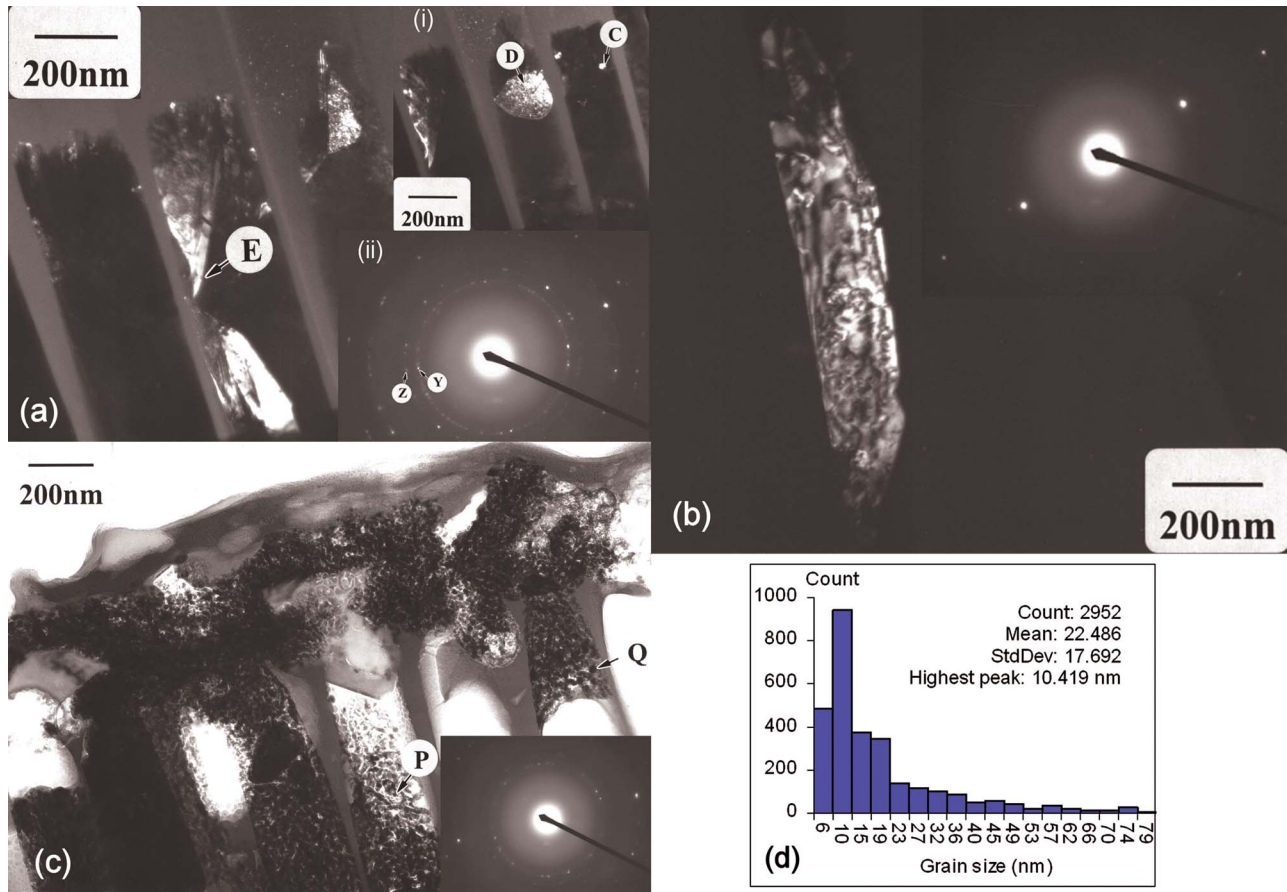 200nm
(i)
D
C
200nm
E
(ii)
Z
Y
(a)
(b)
200nm
200nm
Q
P
(c)
Count
1000
800
600
400
200
0
Count: 2952
Mean: 22.486
StdDev: 17.692
Highest peak: 10.419 nm
6 10 15 19 23 27 32 36 40 45 49 53 57 62 66 70 74 79
Grain size (nm)
(d)